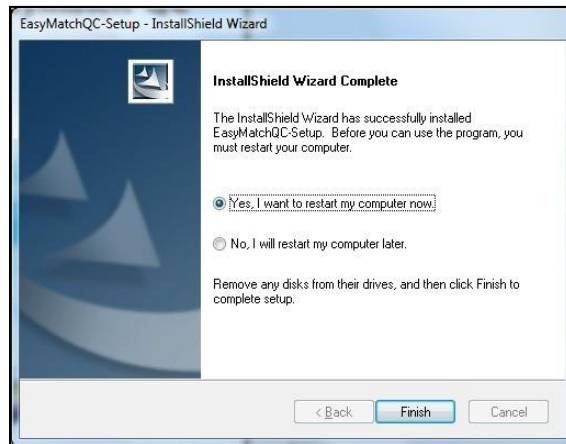 EasyMatchQC-Setup - InstallShield Wizard
InstallShield Wizard Complete
The InstallShield Wizard has successfully installed
EasyMatchQC-Setup. Before you can use the program, you
must restart your computer.
Yes, I want to restart my computer now.
No, I will restart my computer later.
Remove any disks from their drives, and then click Finish to
complete setup.
< Back
Finish
Cancel